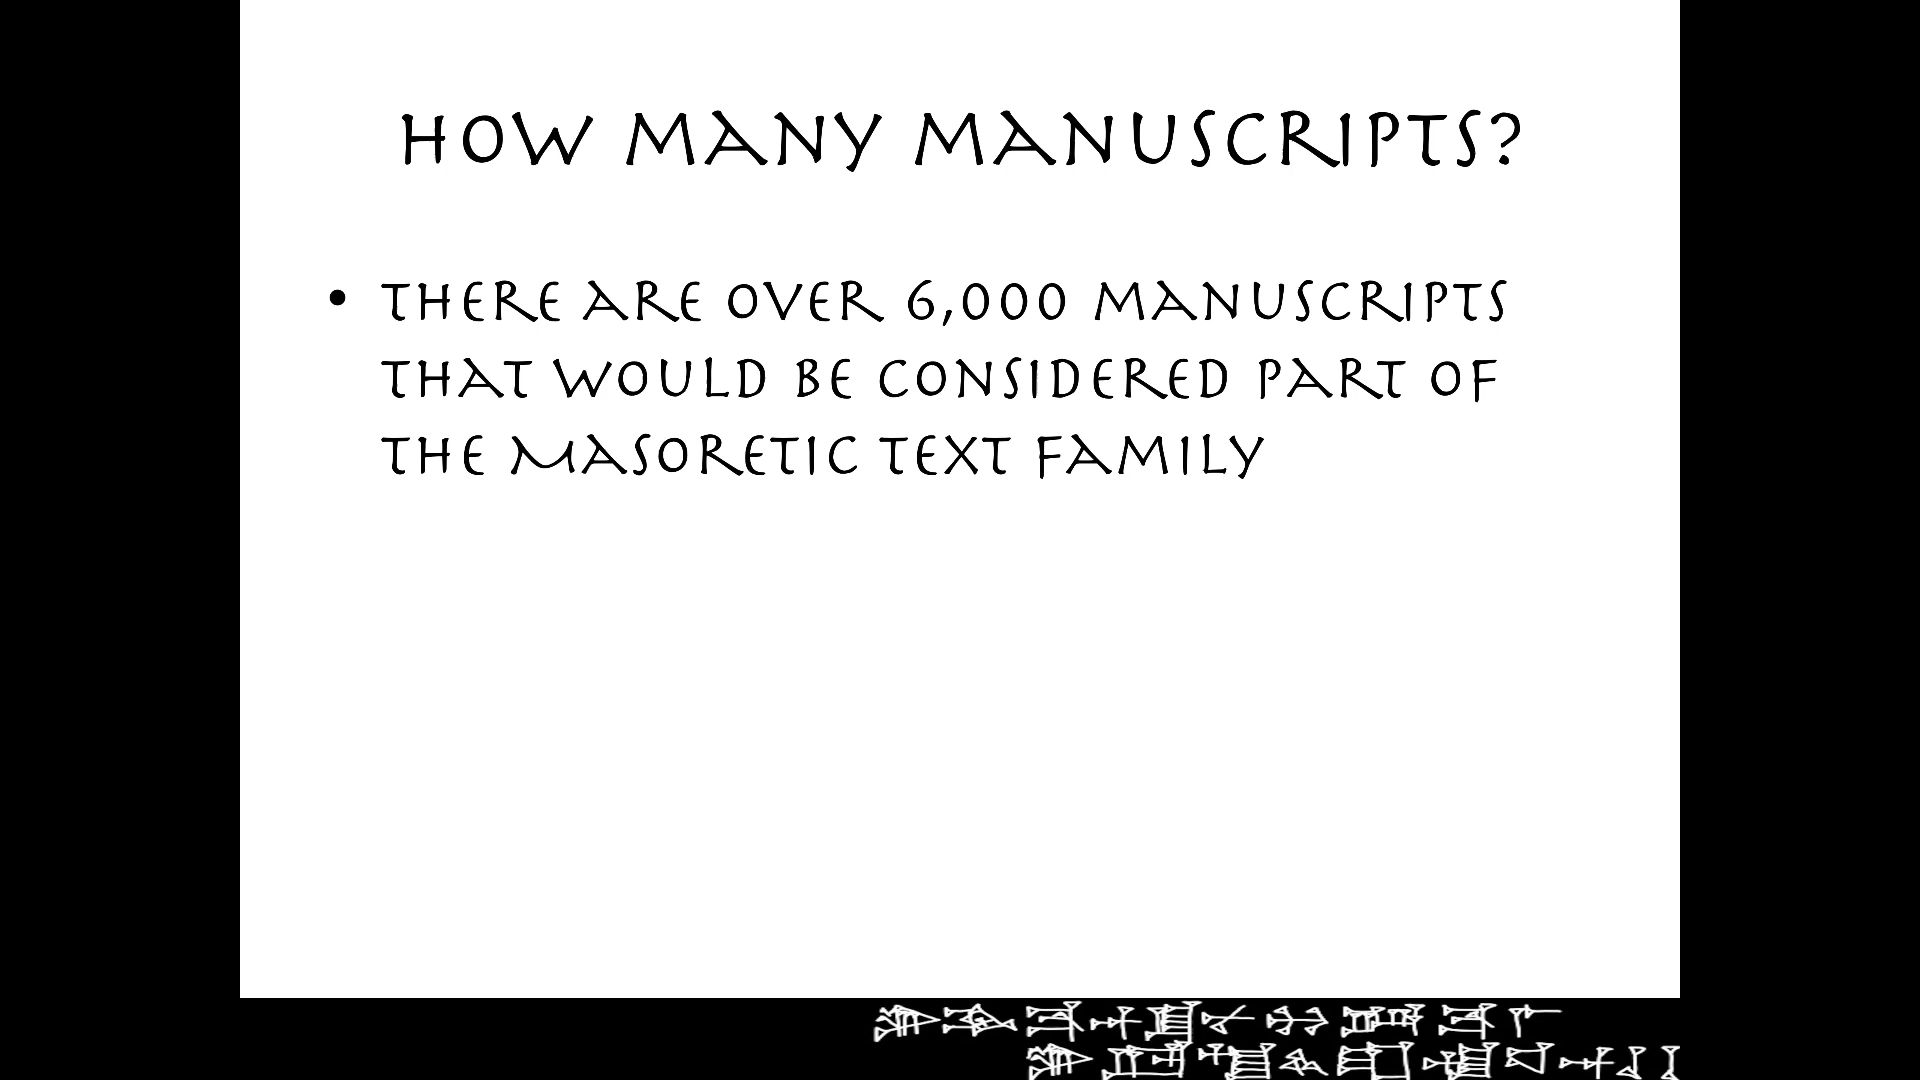 How many manuscripts?
• There are over 6,000 manuscripts
that would be considered part of
the Masoretic text family